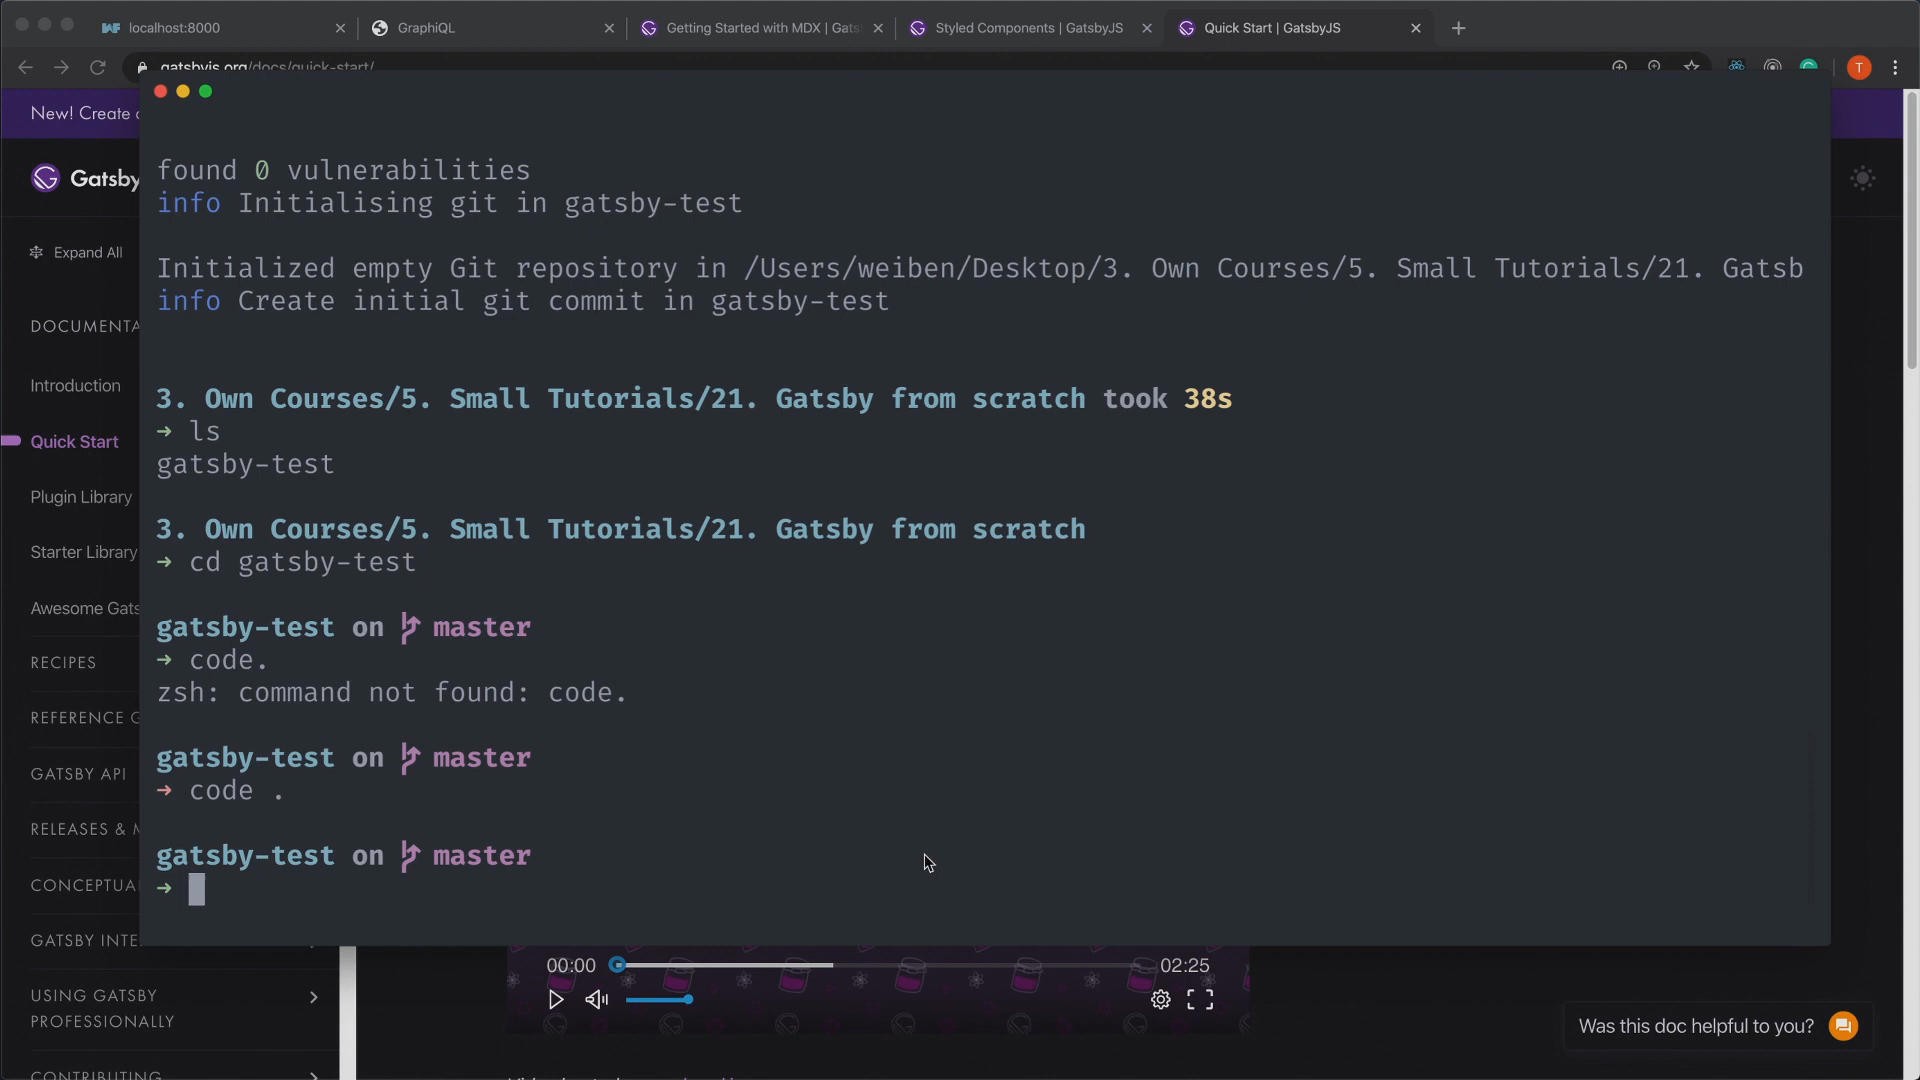 localhost:8000
GraphiQL
Getting Started with MDX | Gats
Styled Components | GatsbyJS
Quick Start | GatsbyJS
gatsbyjs.org/docs/quick-start/
T
New! Create
Gatsby
Expand All
DOCUMENTA
Introduction
Quick Start
Plugin Library
Starter Library
Awesome Gats
RECIPES
REFERENCE G
GATSBY API
RELEASES & M
CONCEPTUA
GATSBY INTE
USING GATSBY
PROFESSIONALLY
CONTRIBUTING
found 0 vulnerabilities
info Initialising git in gatsby-test
Initialized empty Git repository in /Users/weiben/Desktop/3. Own Courses/5. Small Tutorials/21. Gatsb
info Create initial git commit in gatsby-test
3. Own Courses/5. Small Tutorials/21. Gatsby from scratch took 38s
➜ ls
gatsby-test
3. Own Courses/5. Small Tutorials/21. Gatsby from scratch
➜ cd gatsby-test
gatsby-test on master
➜ code.
zsh: command not found: code.
gatsby-test on master
➜ code .
gatsby-test on master
➜
00:00
02:25
Was this doc helpful to you?